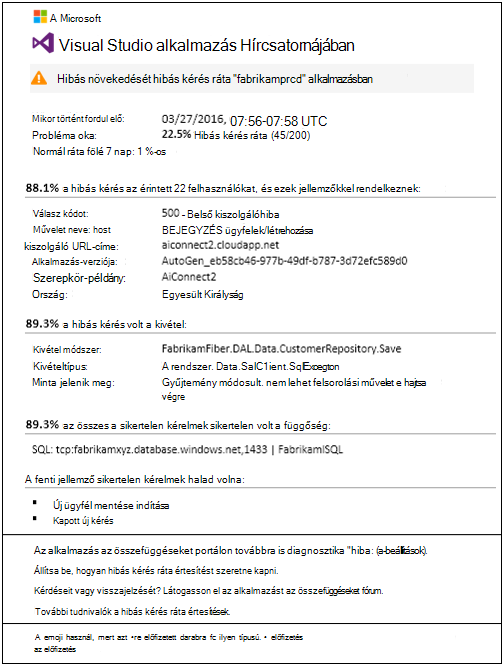 A Microsoft
Visual Studio alkalmazás Hírcsatornájában
Hibás növekedését hibás kérés ráta "fabrikamprcd" alkalmazásban
Mikor történt fordul elő: 03/27/2016, 07:56-07:58 UTC
Probléma oka: 22.5% Hibás kérés ráta (45/200)
Normál ráta fölé 7 nap: 1 %-os
88.1% a hibás kérés az érintett 22 felhasználókat, és ezek jellemzőkkel rendelkeznek:
Válasz kódot: 500 - Belső kiszolgálóhiba
Művelet neve: host BEJEGYZÉS ügyfelek/létrehozása
kiszolgáló URL-címe: aiconnect2.cloudapp.net
Alkalmazás-verziója: AutoGen_eb58cb46-977b-49df-b787-3d72efc589d0
Szerepkör-példány: AiConnect2
Ország: Egyesült Királyság
89.3% a hibás kérés volt a kivétel:
Kivétel módszer: FabrikamFiber.DAL.Data.CustomerRepository.Save
Kivételtípus: A rendszer. Data.SalC1ient.SqlExcegton
Minta jelenik meg: Gyűjtemény módosult. nem lehet felsorolási művelet e hajtsa
végre
89.3% az összes a sikertelen kérelmek sikertelen volt a függőség:
SQL: tcp:fabrikamxyz.database.windows.net,1433 | FabrikamISQL
A fenti jellemző sikertelen kérelmek halad volna:
▪ Új ügyfél mentése indítása
▪ Kapott új kérés
Az alkalmazás az összefüggéseket portálon továbbra is diagnosztika "hiba: (a-beállítások).
Állítsa be, hogyan hibás kérés ráta értesítést szeretne kapni.
Kérdéseit vagy visszajelzését? Látogasson el az alkalmazást az összefüggéseket fórum.
További tudnivalók a hibás kérés ráta értesítések.
A emoji használ, mert azt •re előfizetett darabra fc ilyen típusú. • előfizetés
az előfizetés